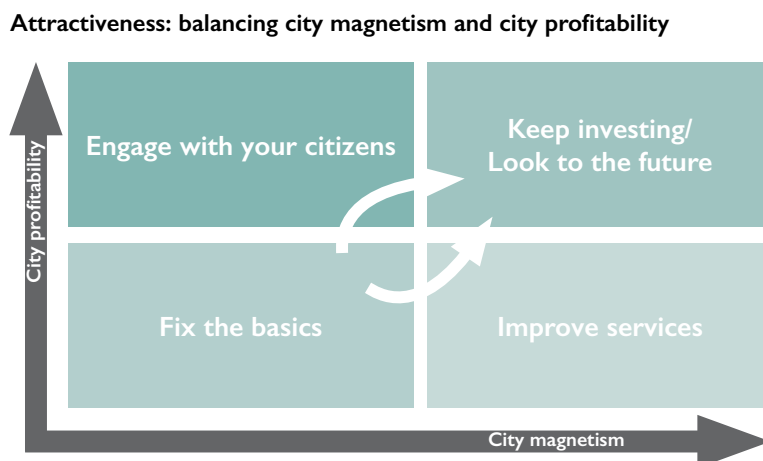 Attractiveness: balancing city magnetism and city profitability
Engage with your citizens
Keep investing/
Look to the future
City profitability
Fix the basics
Improve services
City magnetism